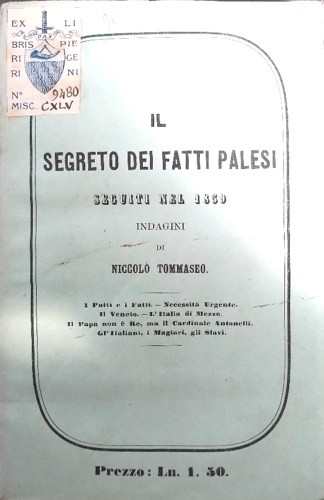 EX LI
BRIS PIE
RI GE
RI NI
PAX
Nº 9480
MISC. CXLV
IL
SEGRETO DEI FATTI PALESI
SEGUITI NEL 1859
INDAGINI
DI
NICCOLÒ TOMMASEO.
I Patti e i Fatti. — Necessità Urgente.
Il Veneto. — L'Italia di Mezzo.
Il Papa non è Re, ma il Cardinale Antonelli.
Gl'Italiani, i Magiari, gli Slavi.
Prezzo: Ln. 1. 50.